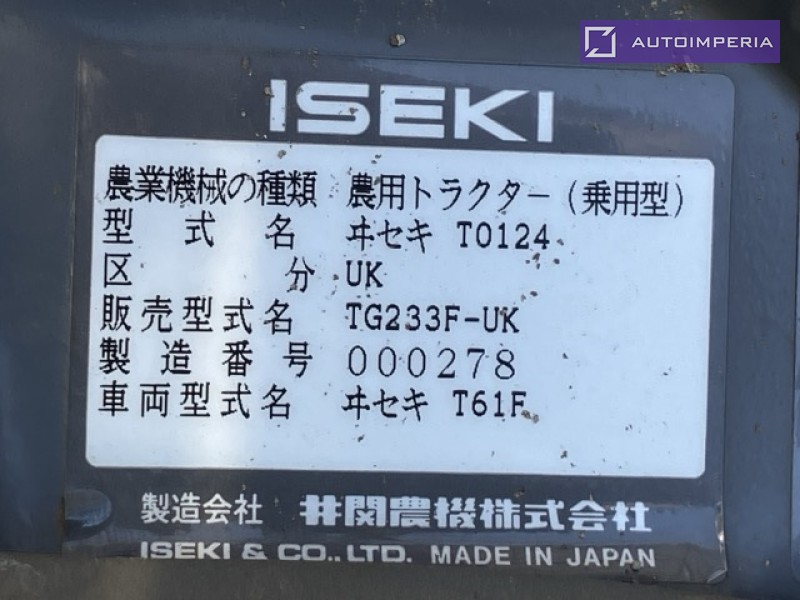 AUTOIMPERIA
ISEKI
農業機械の種類 農用トラクター(乗用型)
型式名 ヰセキ T0124
区分 UK
販売型式名 TG233F-UK
製造番号 000278
車両型式名 ヰセキ T61F
製造会社 井関農機株式会社
ISEKI & CO.,LTD. MADE IN JAPAN